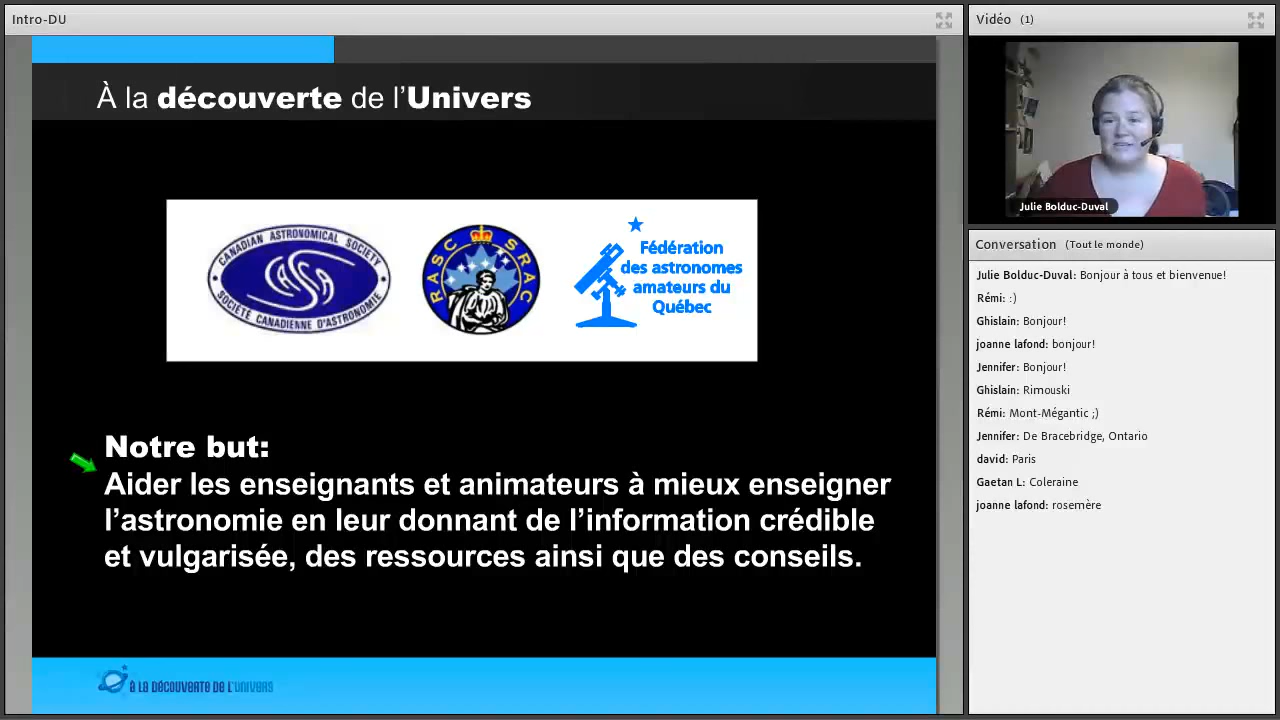 Intro-DU
À la découverte de l'Univers
CANADIAN ASTRONOMICAL SOCIETY
CASCA
SOCIÉTÉ CANADIENNE D'ASTRONOMIE
RASC SRAC
Fédération
des astronomes
amateurs du
Québec
Notre but:
Aider les enseignants et animateurs à mieux enseigner
l'astronomie en leur donnant de l'information crédible
et vulgarisée, des ressources ainsi que des conseils.
À LA DÉCOUVERTE DE L'UNIVERS
Vidéo (1)
Julie Bolduc-Duval
Conversation (Tout le monde)
Julie Bolduc-Duval: Bonjour à tous et bienvenue!
Rémi: :)
Ghislain: Bonjour!
joanne lafond: bonjour!
Jennifer: Bonjour!
Ghislain: Rimouski
Rémi: Mont-Mégantic ;)
Jennifer: De Bracebridge, Ontario
david: Paris
Gaetan L: Coleraine
joanne lafond: rosemère